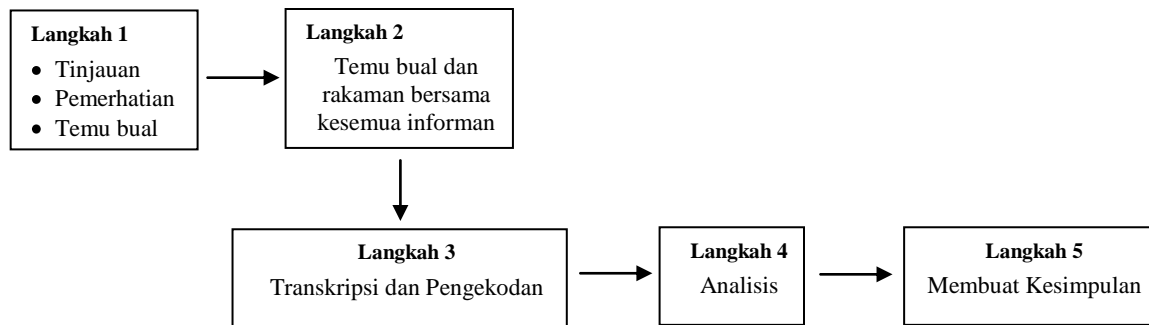 Langkah 1
• Tinjauan
• Pemerhatian
• Temu bual
Langkah 2
Temu bual dan
rakaman bersama
kesemua informan
Langkah 3
Transkripsi dan Pengekodan
Langkah 4
Analisis
Langkah 5
Membuat Kesimpulan